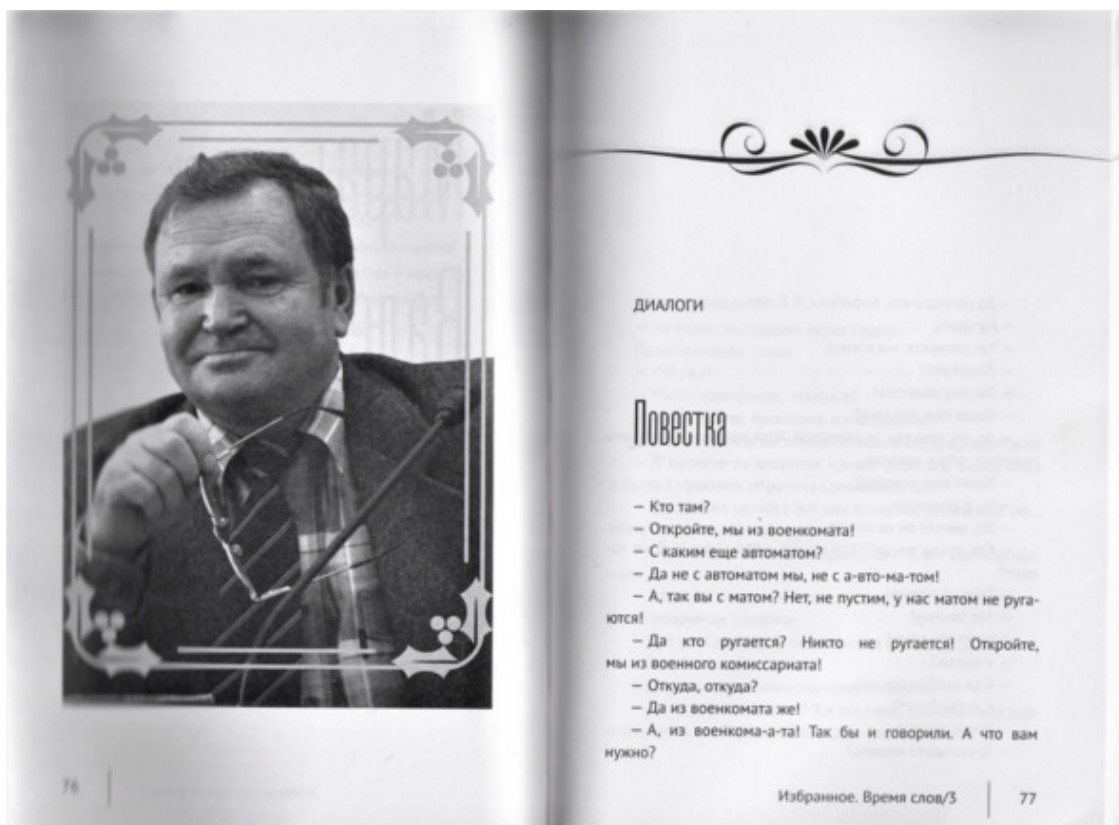 76
ДИАЛОГИ
Повестка
— Кто там?
— Откройте, мы из военкомата!
— С каким еще автоматом?
— Да не с автоматом мы, не с а-вто-ма-том!
— А, так вы с матом? Нет, не пустим, у нас матом не руга-
ются!
— Да кто ругается? Никто не ругается! Откройте,
мы из военного комиссариата!
— Откуда, откуда?
— Да из военкомата же!
— А, из военкома-а-та! Так бы и говорили. А что вам
нужно?
Избранное. Время слов/3
77